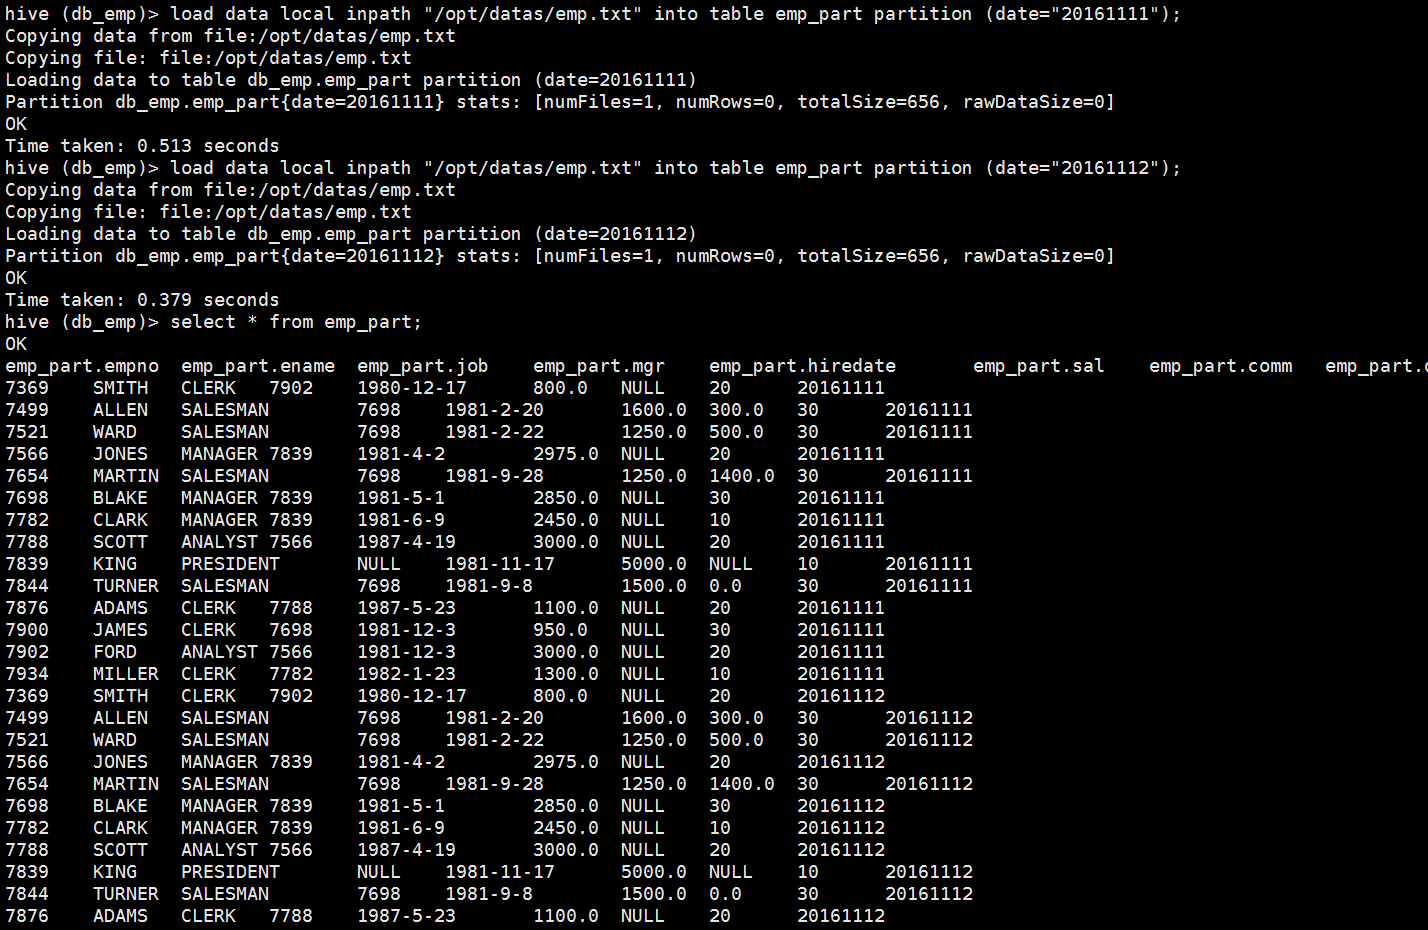 hive (db_emp)> load data local inpath "/opt/datas/emp.txt" into table emp_part partition (date="20161111");
Copying data from file:/opt/datas/emp.txt
Copying file: file:/opt/datas/emp.txt
Loading data to table db_emp.emp_part partition (date=20161111)
Partition db_emp.emp_part{date=20161111} stats: [numFiles=1, numRows=0, totalSize=656, rawDataSize=0]
OK
Time taken: 0.513 seconds
hive (db_emp)> load data local inpath "/opt/datas/emp.txt" into table emp_part partition (date="20161112");
Copying data from file:/opt/datas/emp.txt
Copying file: file:/opt/datas/emp.txt
Loading data to table db_emp.emp_part partition (date=20161112)
Partition db_emp.emp_part{date=20161112} stats: [numFiles=1, numRows=0, totalSize=656, rawDataSize=0]
OK
Time taken: 0.379 seconds
hive (db_emp)> select * from emp_part;
OK
emp_part.empno emp_part.ename emp_part.job emp_part.mgr emp_part.hiredate emp_part.sal emp_part.comm
7369 SMITH CLERK 7902 1980-12-17 800.0 NULL 20 20161111
7499 ALLEN SALESMAN 7698 1981-2-20 1600.0 300.0 30 20161111
7521 WARD SALESMAN 7698 1981-2-22 1250.0 500.0 30 20161111
7566 JONES MANAGER 7839 1981-4-2 2975.0 NULL 20 20161111
7654 MARTIN SALESMAN 7698 1981-9-28 1250.0 1400.0 30 20161111
7698 BLAKE MANAGER 7839 1981-5-1 2850.0 NULL 30 20161111
7782 CLARK MANAGER 7839 1981-6-9 2450.0 NULL 10 20161111
7788 SCOTT ANALYST 7566 1987-4-19 3000.0 NULL 20 20161111
7839 KING PRESIDENT NULL 1981-11-17 5000.0 NULL 10 20161111
7844 TURNER SALESMAN 7698 1981-9-8 1500.0 0.0 30 20161111
7876 ADAMS CLERK 7788 1987-5-23 1100.0 NULL 20 20161111
7900 JAMES CLERK 7698 1981-12-3 950.0 NULL 30 20161111
7902 FORD ANALYST 7566 1981-12-3 3000.0 NULL 20 20161111
7934 MILLER CLERK 7782 1982-1-23 1300.0 NULL 10 20161111
7369 SMITH CLERK 7902 1980-12-17 800.0 NULL 20 20161112
7499 ALLEN SALESMAN 7698 1981-2-20 1600.0 300.0 30 20161112
7521 WARD SALESMAN 7698 1981-2-22 1250.0 500.0 30 20161112
7566 JONES MANAGER 7839 1981-4-2 2975.0 NULL 20 20161112
7654 MARTIN SALESMAN 7698 1981-9-28 1250.0 1400.0 30 20161112
7698 BLAKE MANAGER 7839 1981-5-1 2850.0 NULL 30 20161112
7782 CLARK MANAGER 7839 1981-6-9 2450.0 NULL 10 20161112
7788 SCOTT ANALYST 7566 1987-4-19 3000.0 NULL 20 20161112
7839 KING PRESIDENT NULL 1981-11-17 5000.0 NULL 10 20161112
7844 TURNER SALESMAN 7698 1981-9-8 1500.0 0.0 30 20161112
7876 ADAMS CLERK 7788 1987-5-23 1100.0 NULL 20 20161112